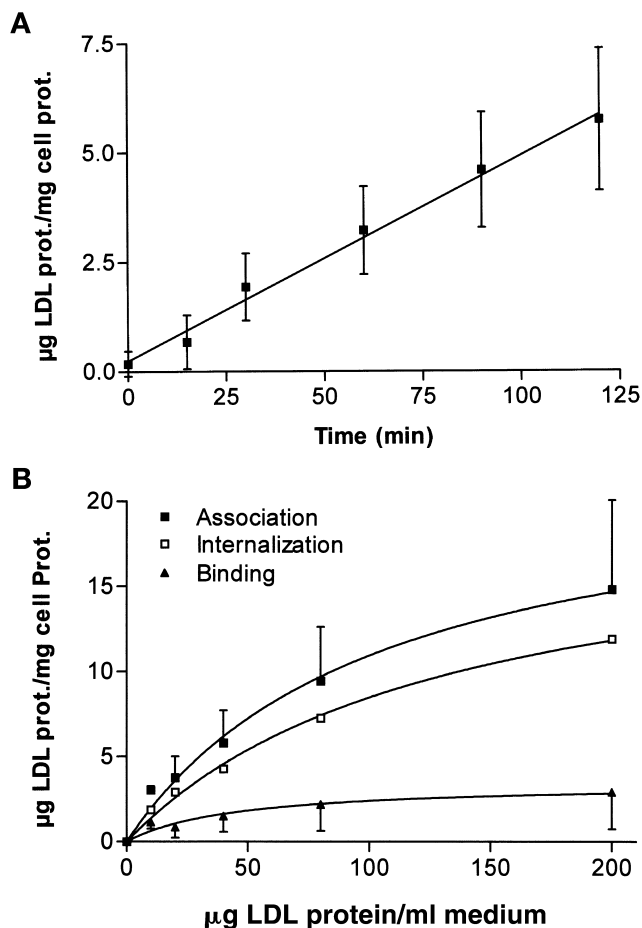 A
µg LDL prot./mg cell prot.
7.5
5.0
2.5
0.0
0 25 50 75 100 125
Time (min)
B
µg LDL prot./mg cell Prot.
20
15
10
5
0
Association
Internalization
Binding
0 50 100 150 200
µg LDL protein/ml medium